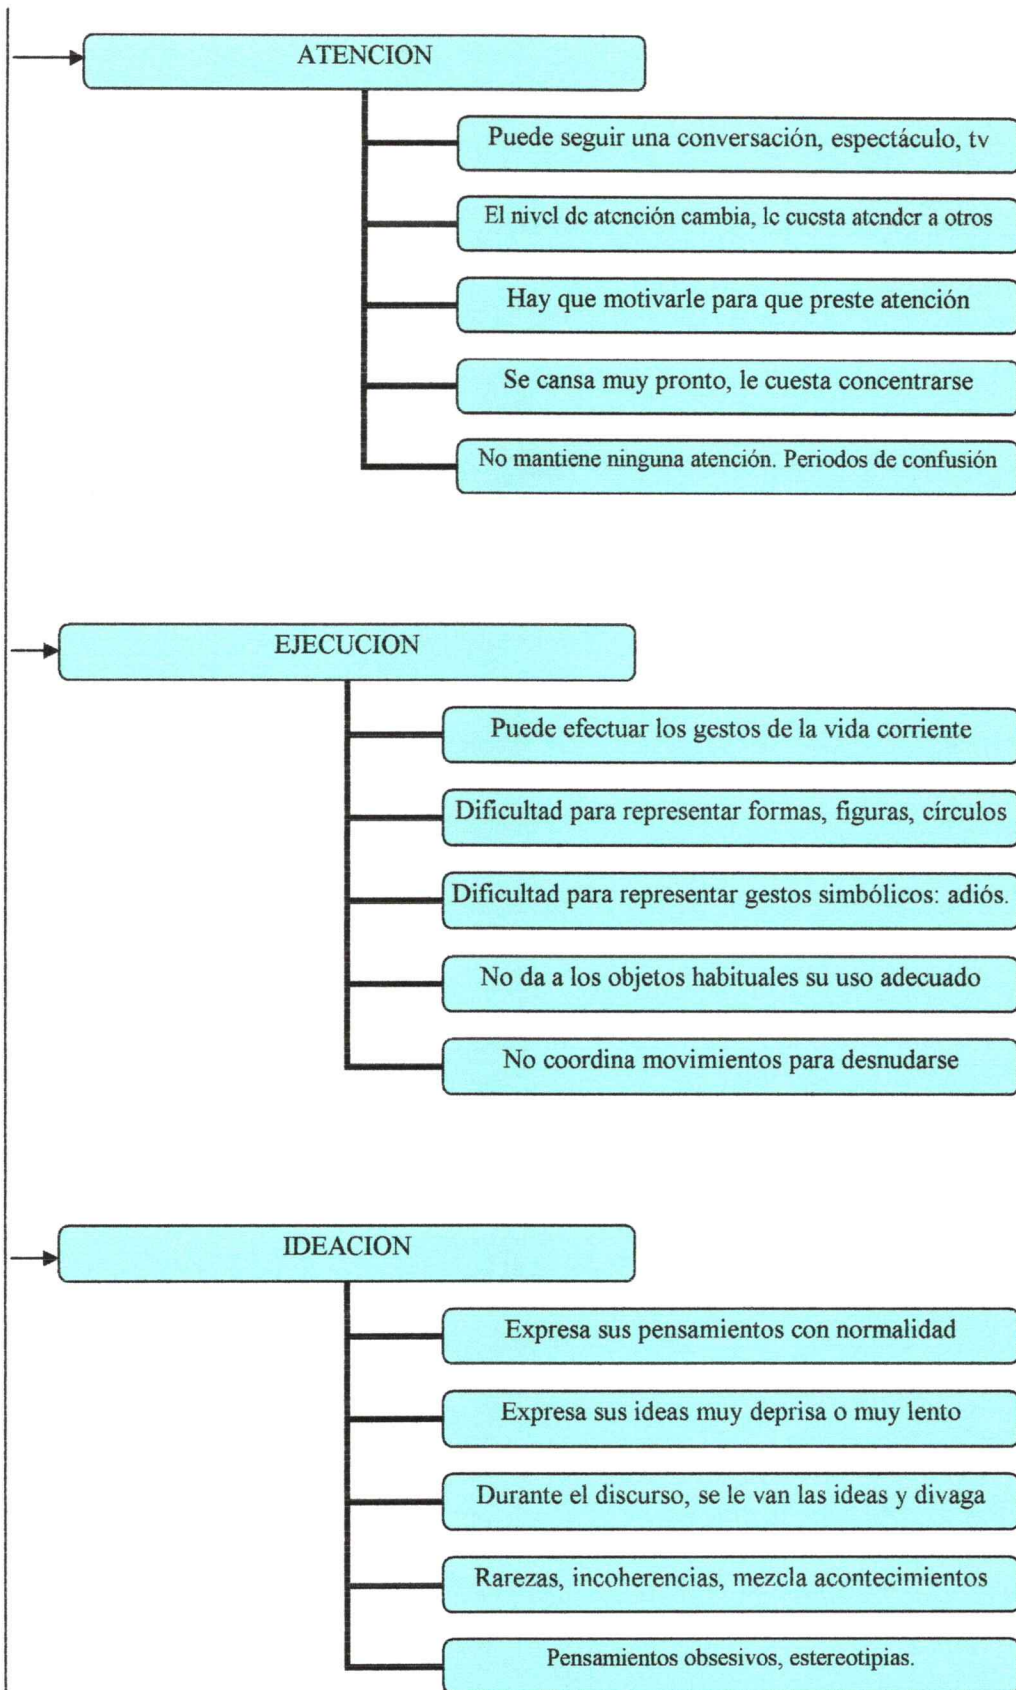 ATENCION
Puede seguir una conversación, espectáculo, tv
El nivel de atención cambia, le cuesta atender a otros
Hay que motivarle para que preste atención
Se cansa muy pronto, le cuesta concentrarse
No mantiene ninguna atención. Periodos de confusión
EJECUCION
Puede efectuar los gestos de la vida corriente
Dificultad para representar formas, figuras, círculos
Dificultad para representar gestos simbólicos: adiós.
No da a los objetos habituales su uso adecuado
No coordina movimientos para desnudarse
IDEACION
Expresa sus pensamientos con normalidad
Expresa sus ideas muy deprisa o muy lento
Durante el discurso, se le van las ideas y divaga
Rarezas, incoherencias, mezcla acontecimientos
Pensamientos obsesivos, estereotipias.